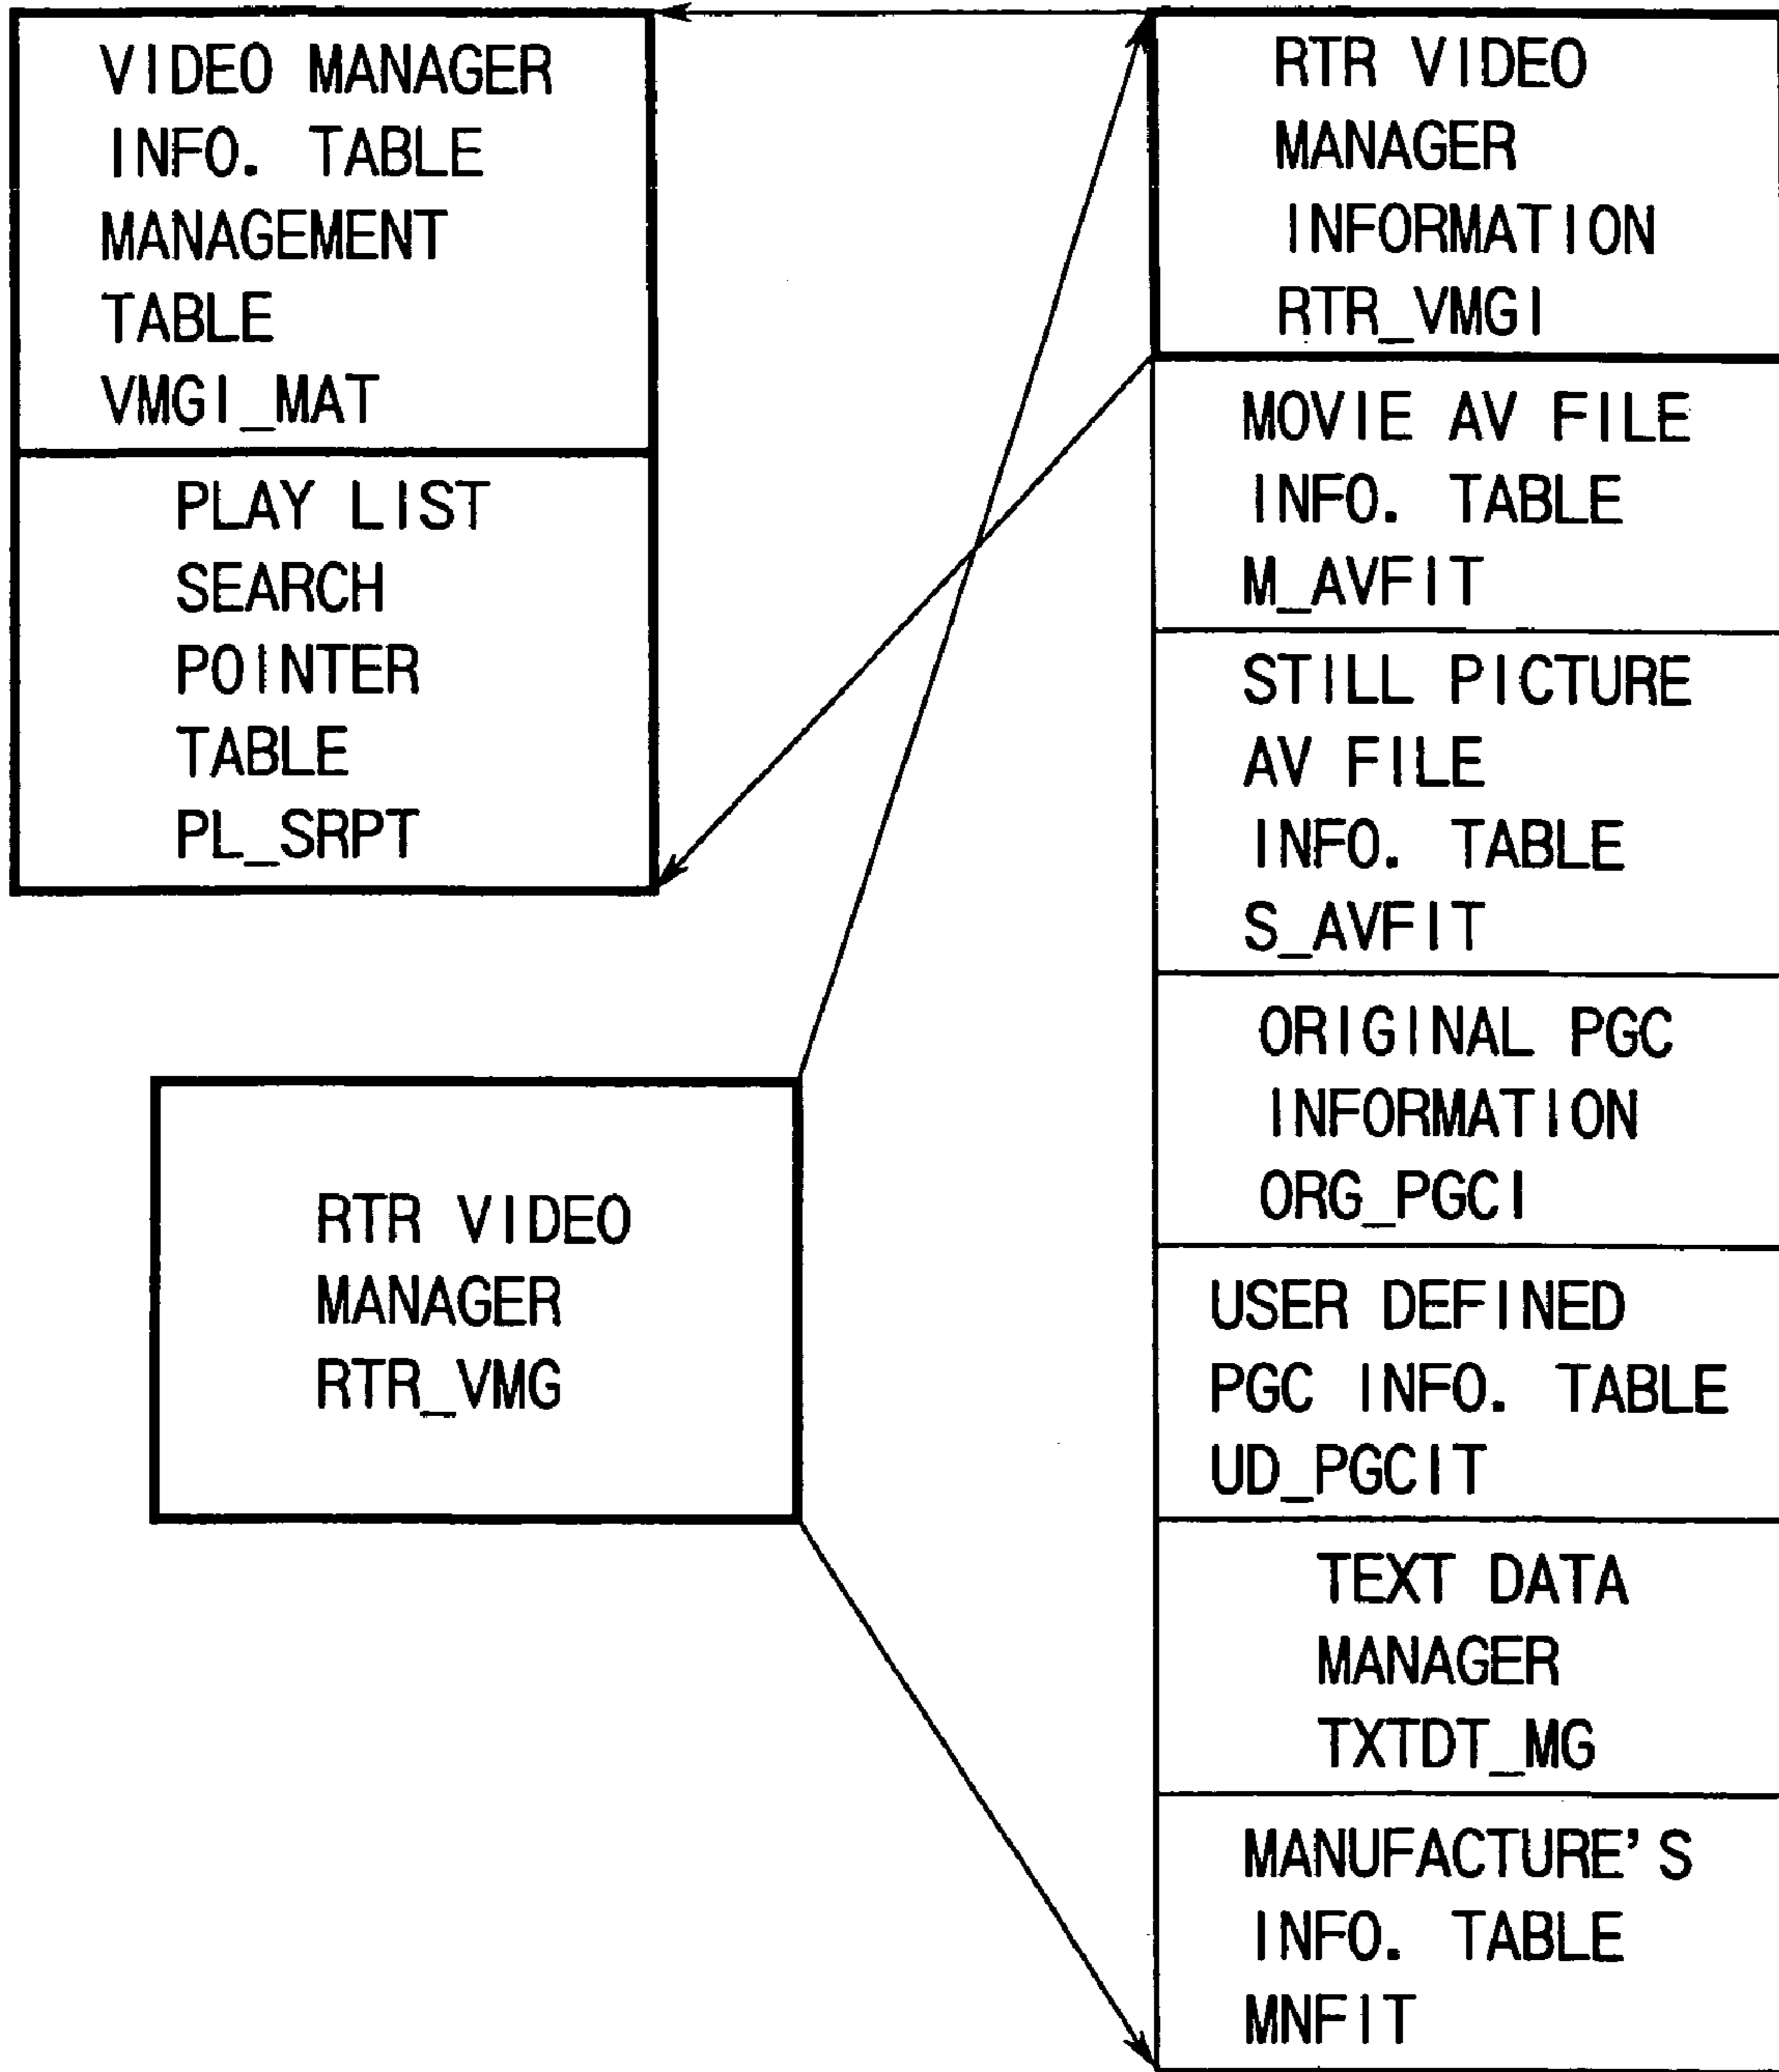 VIDEO MANAGER
INFO. TABLE
MANAGEMENT
TABLE
VMGI_MAT
PLAY LIST
SEARCH
POINTER
TABLE
PL_SRPT
RTR VIDEO
MANAGER
RTR_VMG
RTR VIDEO
MANAGER
INFORMATION
RTR_VMGI
MOVIE AV FILE
INFO. TABLE
M_AVFIT
STILL PICTURE
AV FILE
INFO. TABLE
S_AVFIT
ORIGINAL PGC
INFORMATION
ORG_PGCI
USER DEFINED
PGC INFO. TABLE
UD_PGCIT
TEXT DATA
MANAGER
TXTDT_MG
MANUFACTURE'S
INFO. TABLE
MNFIT